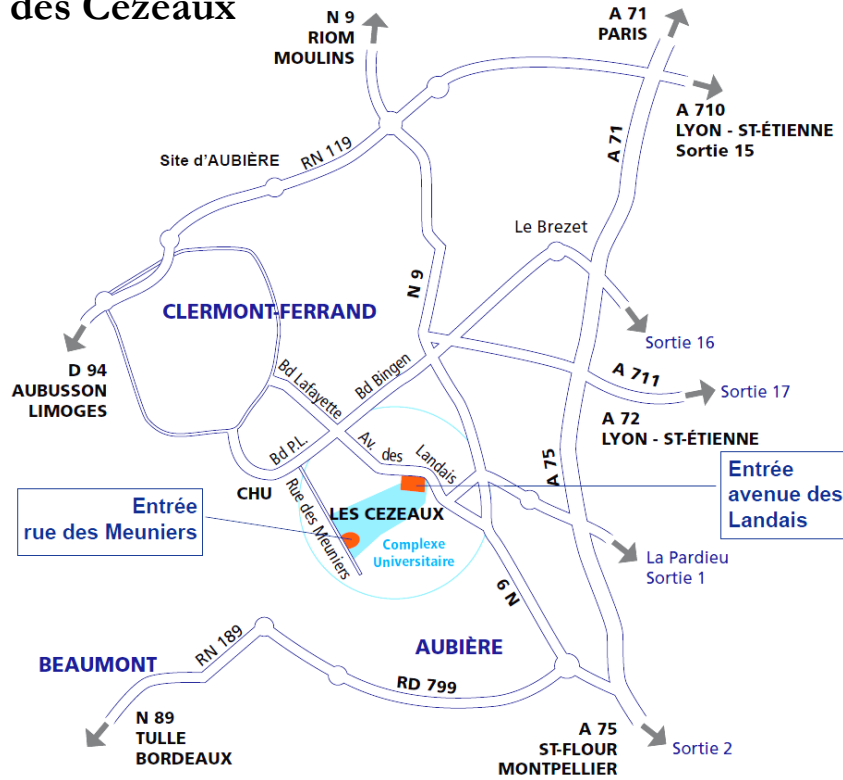 des Cézeaux
N 9
RIOM
MOULINS
A 71
PARIS
A 710
LYON - ST-ÉTIENNE
Sortie 15
Site d'AUBIÈRE
RN 119
A 71
Le Brezet
N 9
CLERMONT-FERRAND
Sortie 16
D 94
AUBUSSON
LIMOGES
Bd Lafayette
Bd Bingen
A 711
Sortie 17
A 72
LYON - ST-ÉTIENNE
Bd P.L.
Av. des Landais
A 75
CHU
Entrée
avenue des
Landais
Entrée
rue des Meuniers
Rue des Meuniers
LES CEZEAUX
Complexe
Universitaire
La Pardieu
Sortie 1
N 9
AUBIÈRE
BEAUMONT
RN 189
RD 799
N 89
TULLE
BORDEAUX
A 75
ST-FLOUR
MONTPELLIER
Sortie 2